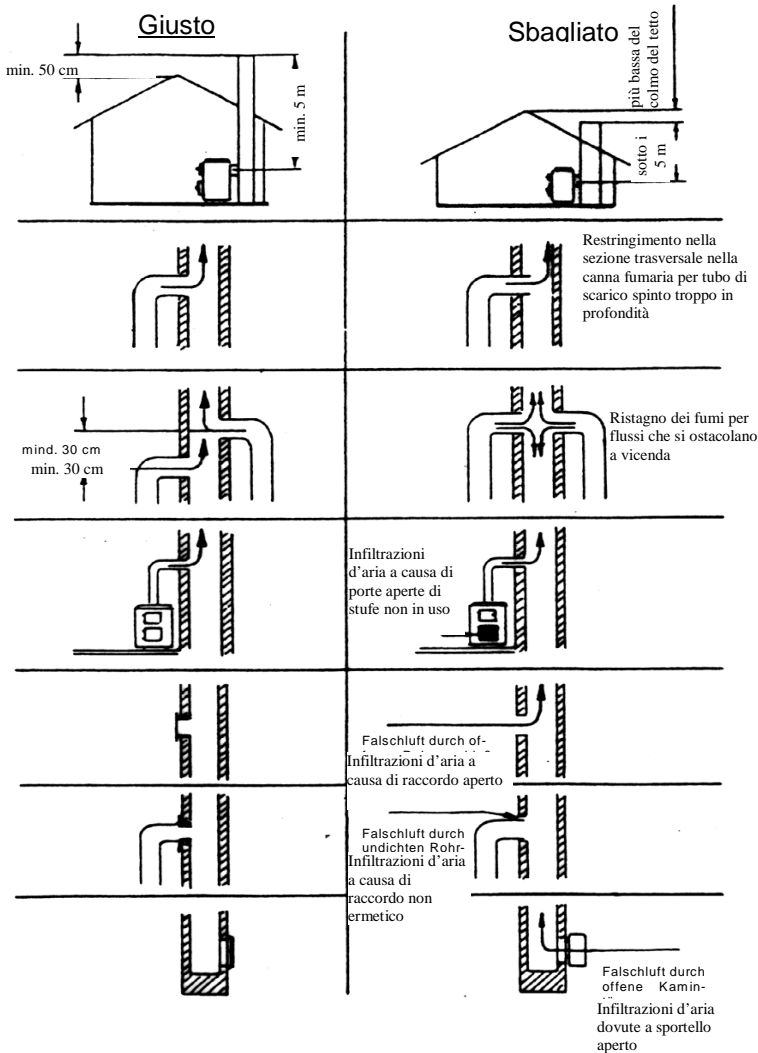 Giusto
Sbagliato
min. 50 cm
min. 5 m
più bassa del
colmo del tetto
sotto i
5 m
Restringimento nella
sezione trasversale nella
canna fumaria per tubo di
scarico spinto troppo in
profondità
mind. 30 cm
min. 30 cm
Ristagno dei fumi per
flussi che si ostacolano
a vicenda
Infiltrazioni
d'aria a causa di
porte aperte di
stufe non in uso
Falschluft durch of-
Infiltrazioni d'aria a
causa di raccordo aperto
Falschluft durch
undichten Rohr-
Infiltrazioni d'aria
a causa di
raccordo non
ermetico
Falschluft durch
offene Kamin-
Infiltrazioni d'aria
dovute a sportello
aperto